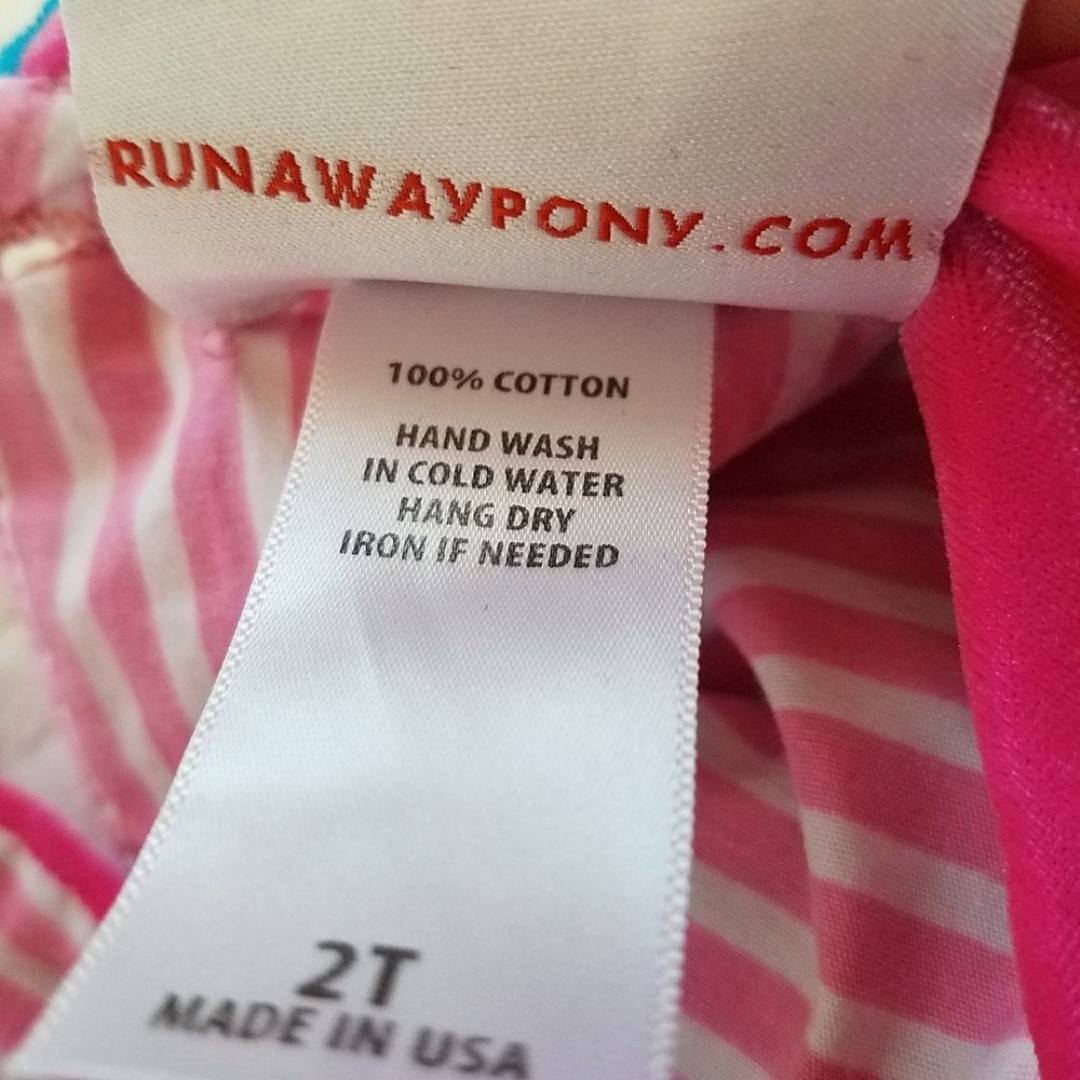 RUNAWAYPONY.COM
100% COTTON
HAND WASH
IN COLD WATER
HANG DRY
IRON IF NEEDED
2T
MADE IN USA